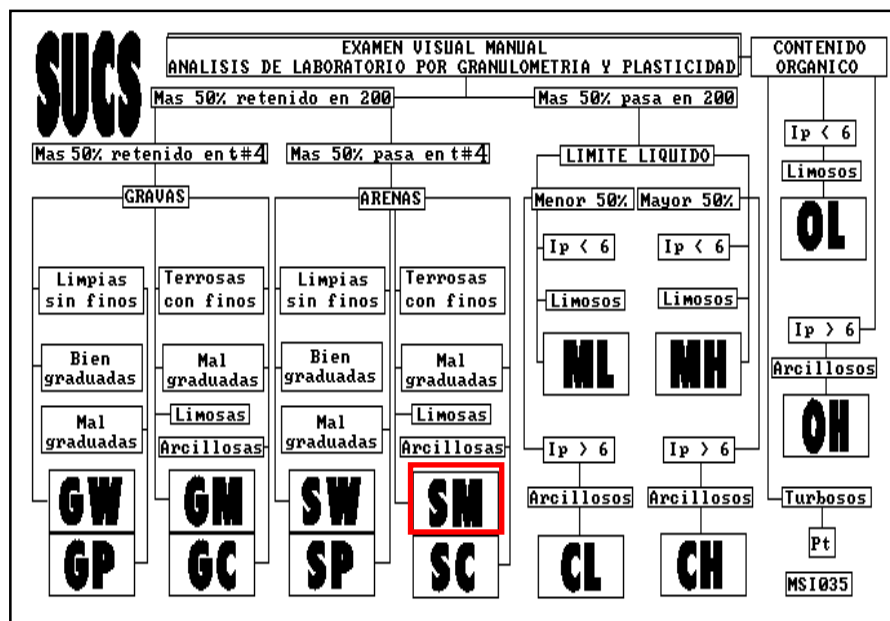 SUCS
EXAMEN VISUAL MANUAL
ANALISIS DE LABORATORIO POR GRANULOMETRIA Y PLASTICIDAD
CONTENIDO
ORGANICO
Mas 50% retenido en 200
Mas 50% pasa en 200
Mas 50% retenido en t#4
Mas 50% pasa en t#4
LIMITE LIQUIDO
Ip < 6
Limosos
OL
GRAVAS
ARENAS
Menor 50%
Mayor 50%
Ip < 6
Ip < 6
Limpias
sin finos
Terrosas
con finos
Limpias
sin finos
Terrosas
con finos
Limosos
Limosos
Ip > 6
Arcillosos
OH
Bien
graduadas
Mal
graduadas
Bien
graduadas
Mal
graduadas
ML
MH
Mal
graduadas
Limosas
Arcillosas
Mal
graduadas
Limosas
Arcillosas
Ip > 6
Ip > 6
Arcillosos
Arcillosos
Turbosos
GW
GM
SW
SM
Pt
GP
GC
SP
SC
CL
CH
MSI035